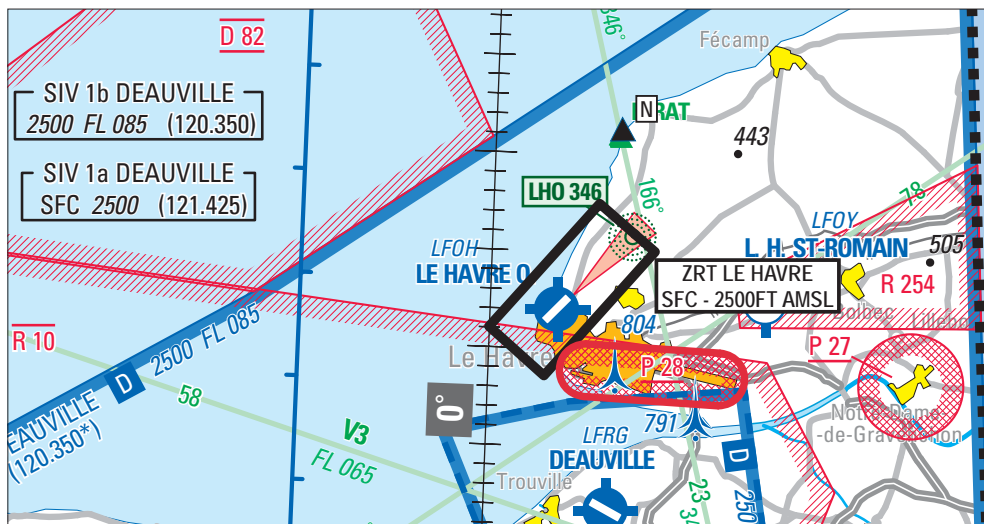 D 82
346°
Fécamp
SIV 1b DEAUVILLE
2500 FL 085 (120.350)
N
RAT
443
SIV 1a DEAUVILLE
SFC 2500 (121.425)
LHO 346
166°
78
LFOH
LE HAVRE O
LFOY
L. H. ST-ROMAIN
505
ZRT LE HAVRE
SFC - 2500FT AMSL
R 254
R 10
2500 FL 085
D
804
Le Havre
P 28
P 27
58
0°
V3
FL 065
EAUVILLE
(120.350*)
791
LFRG
DEAUVILLE
D
Trouville
23
250